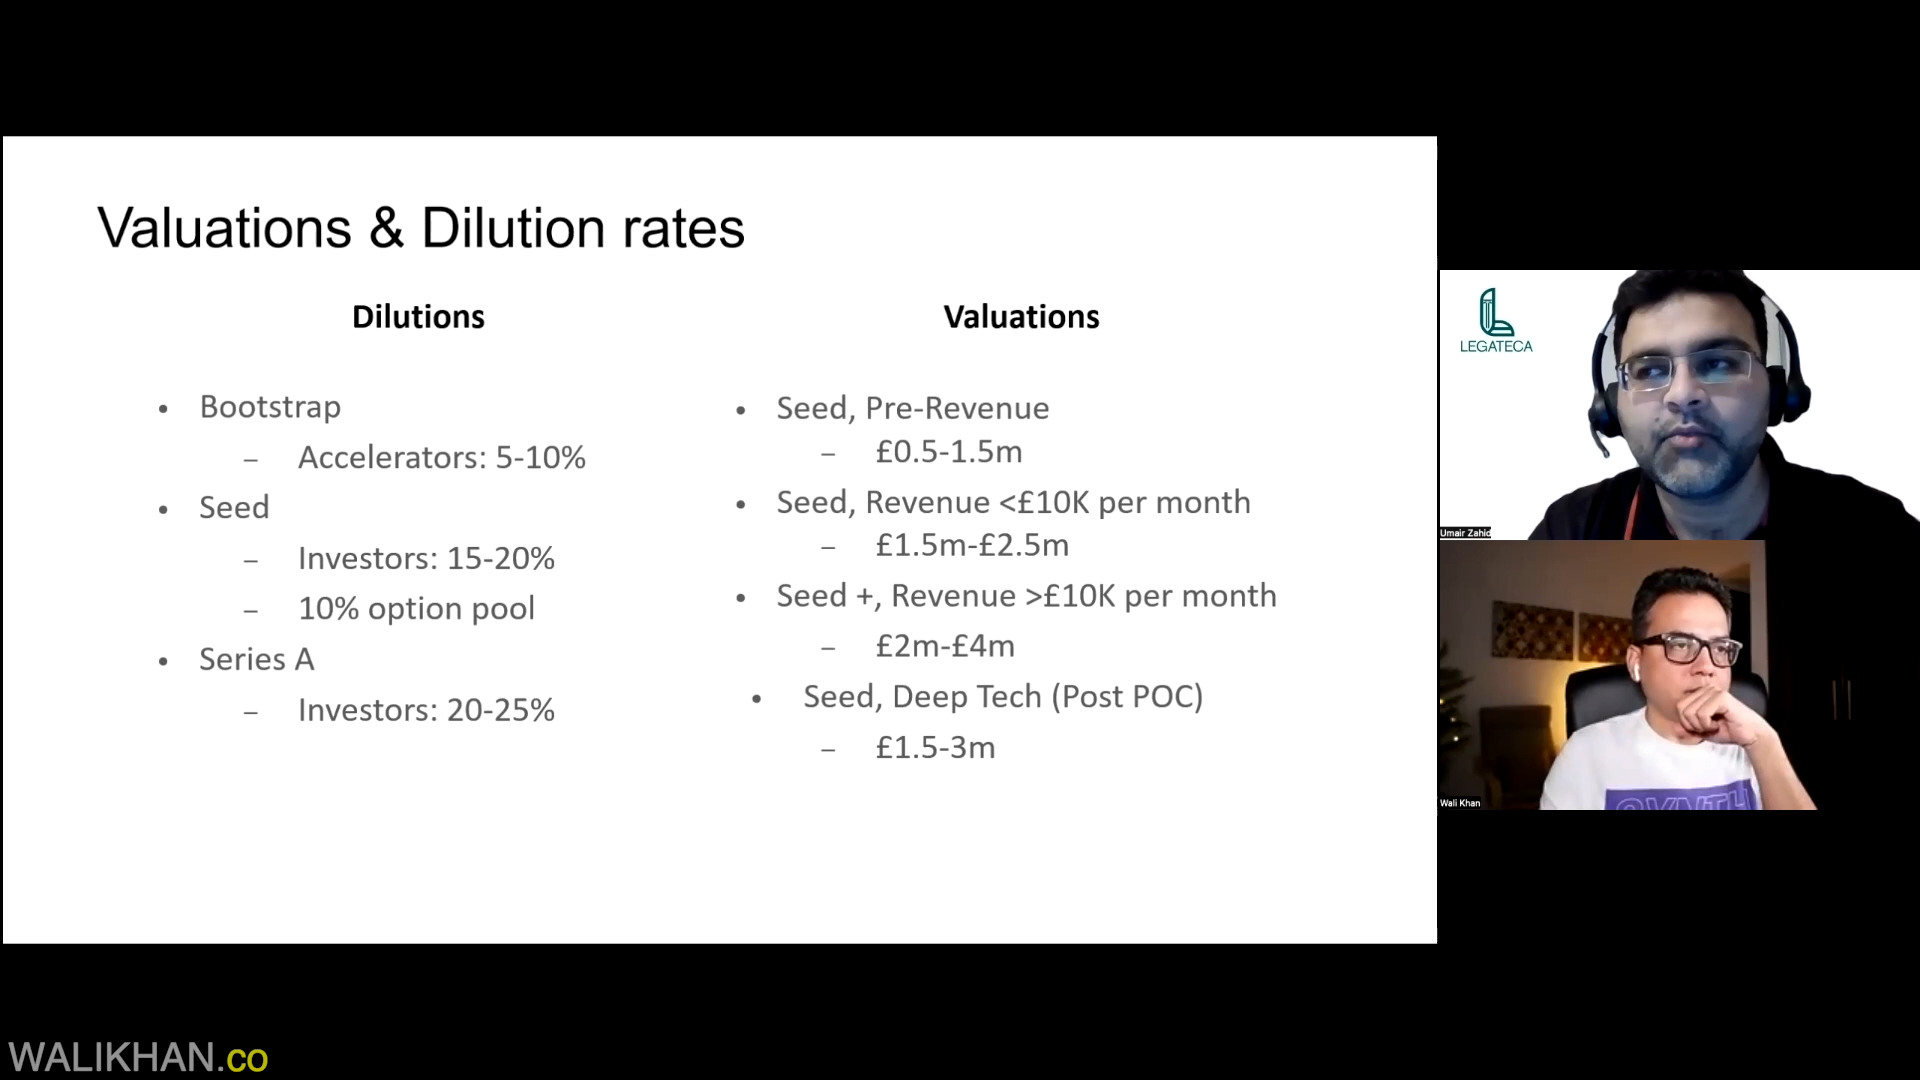 Valuations & Dilution rates
Dilutions
• Bootstrap
– Accelerators: 5-10%
• Seed
– Investors: 15-20%
– 10% option pool
• Series A
– Investors: 20-25%
Valuations
• Seed, Pre-Revenue
– £0.5-1.5m
• Seed, Revenue <£10K per month
– £1.5m-£2.5m
• Seed +, Revenue >£10K per month
– £2m-£4m
• Seed, Deep Tech (Post POC)
– £1.5-3m
LEGATECA
Umair Zahid
Wali Khan
WALIKHAN.co